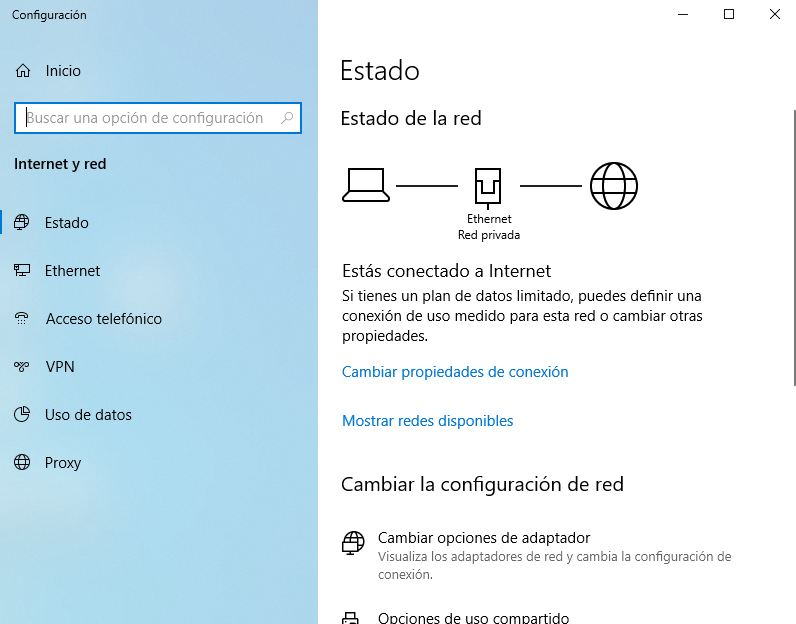 Configuración
Inicio
Buscar una opción de configuración
Internet y red
Estado
Ethernet
Acceso telefónico
VPN
Uso de datos
Proxy
Estado
Estado de la red
Ethernet
Red privada
Estás conectado a Internet
Si tienes un plan de datos limitado, puedes definir una
conexión de uso medido para esta red o cambiar otras
propiedades.
Cambiar propiedades de conexión
Mostrar redes disponibles
Cambiar la configuración de red
Cambiar opciones de adaptador
Visualiza los adaptadores de red y cambia la configuración de
conexión.
Opciones de uso compartido